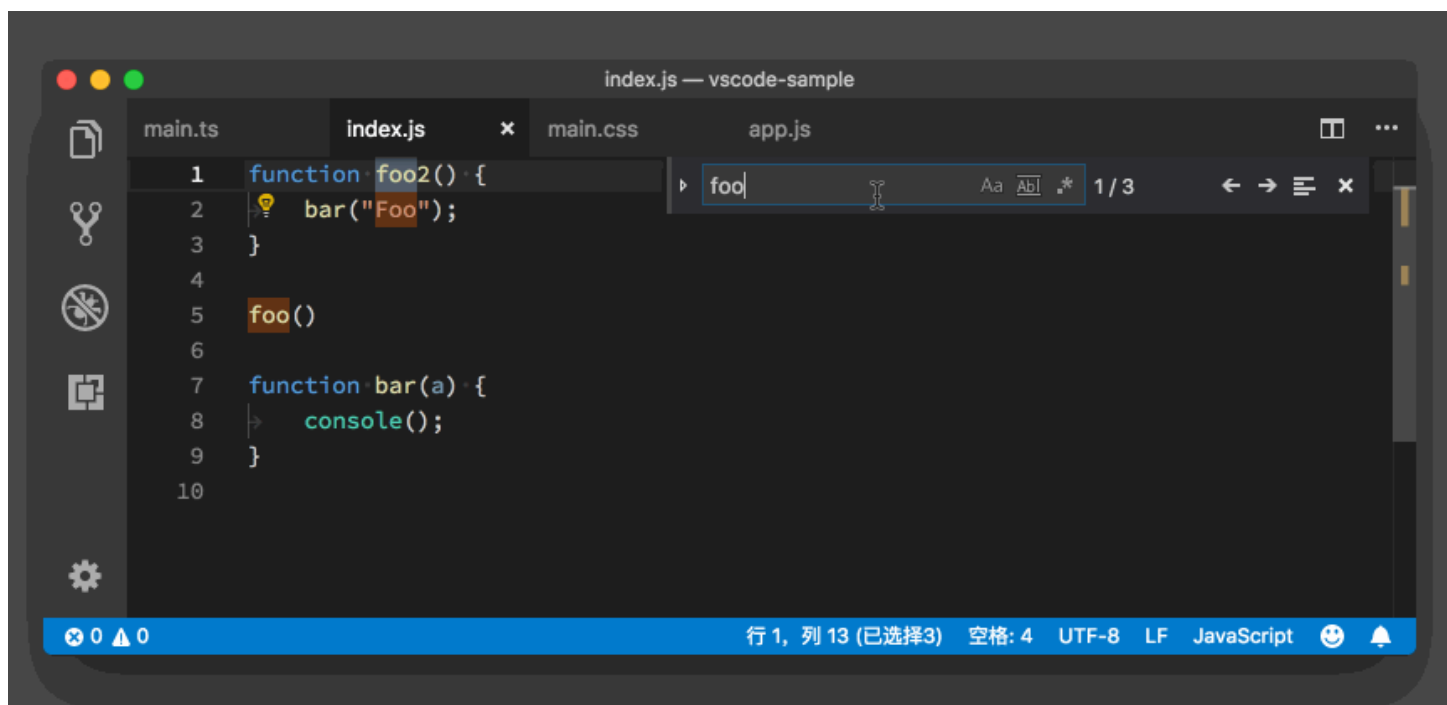 index.js — vscode-sample
main.ts index.js × main.css app.js •••
foo Aa Abl .* 1/3
1 function foo2() {
2 bar("Foo");
3 }
4
5 foo()
6
7 function bar(a) {
8 console();
9 }
10
0 0 行 1，列 13 (已选择3) 空格: 4 UTF-8 LF JavaScript